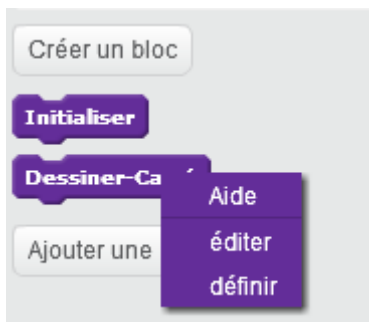 Créer un bloc
Initialiser
Dessiner-Ca
Aide
éditer
Ajouter une
définir